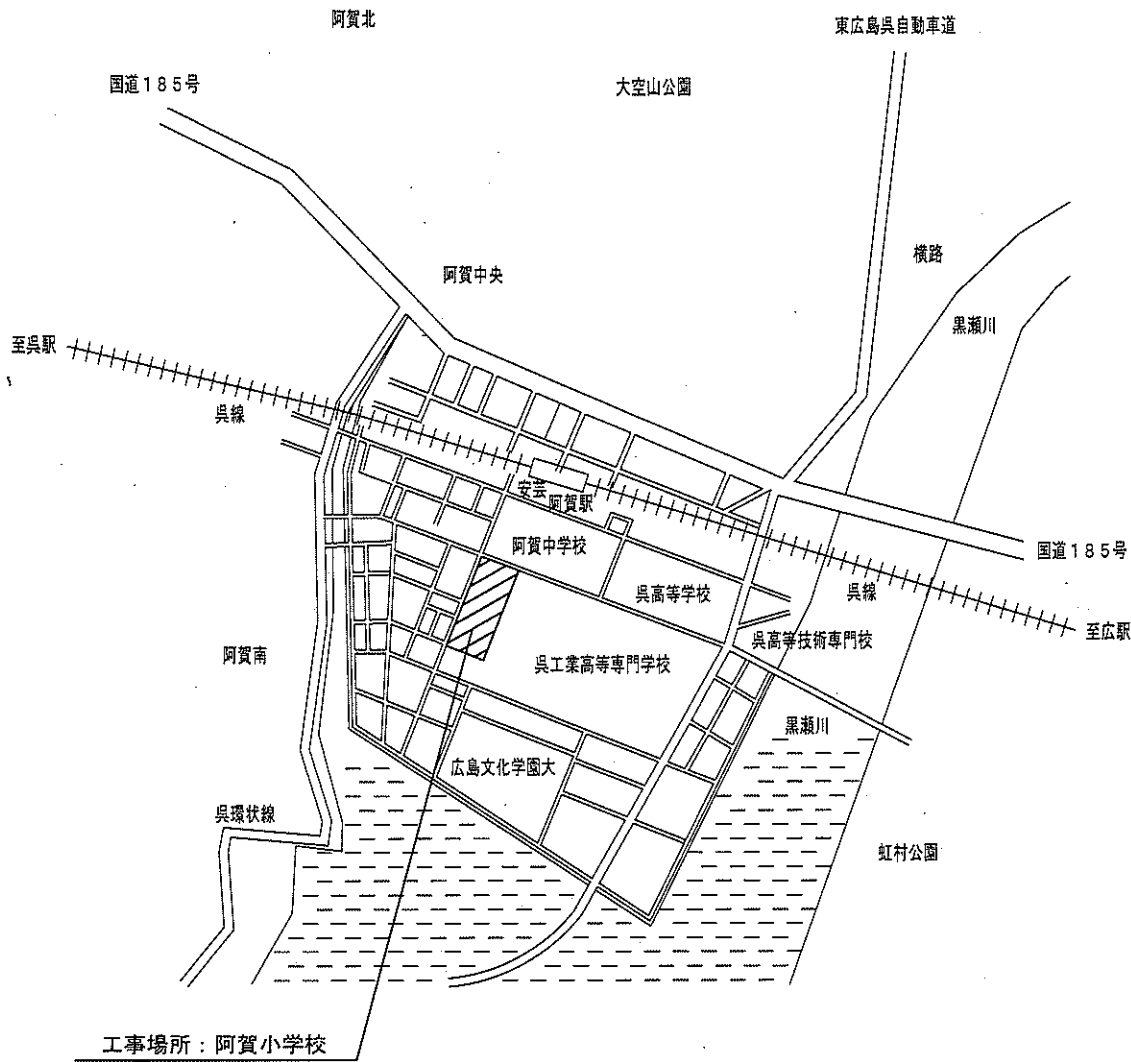 阿賀北
東広島呉自動車道
国道185号
大空山公園
横路
阿賀中央
黒瀬川
至呉駅
呉線
安芸
阿賀駅
阿賀中学校
国道185号
呉高等学校
呉線
至広駅
呉高等技術専門校
阿賀南
呉工業高等専門学校
黒瀬川
広島文化学園大
呉環状線
虹村公園
工事場所：阿賀小学校